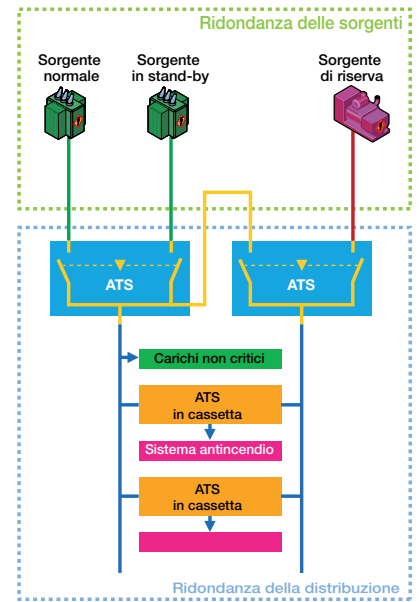 Ridondanza delle sorgenti
Sorgente
normale
Sorgente
in stand-by
Sorgente
di riserva
ATS
ATS
Carichi non critici
ATS
in cassetta
Sistema antincendio
ATS
in cassetta
Ridondanza della distribuzione